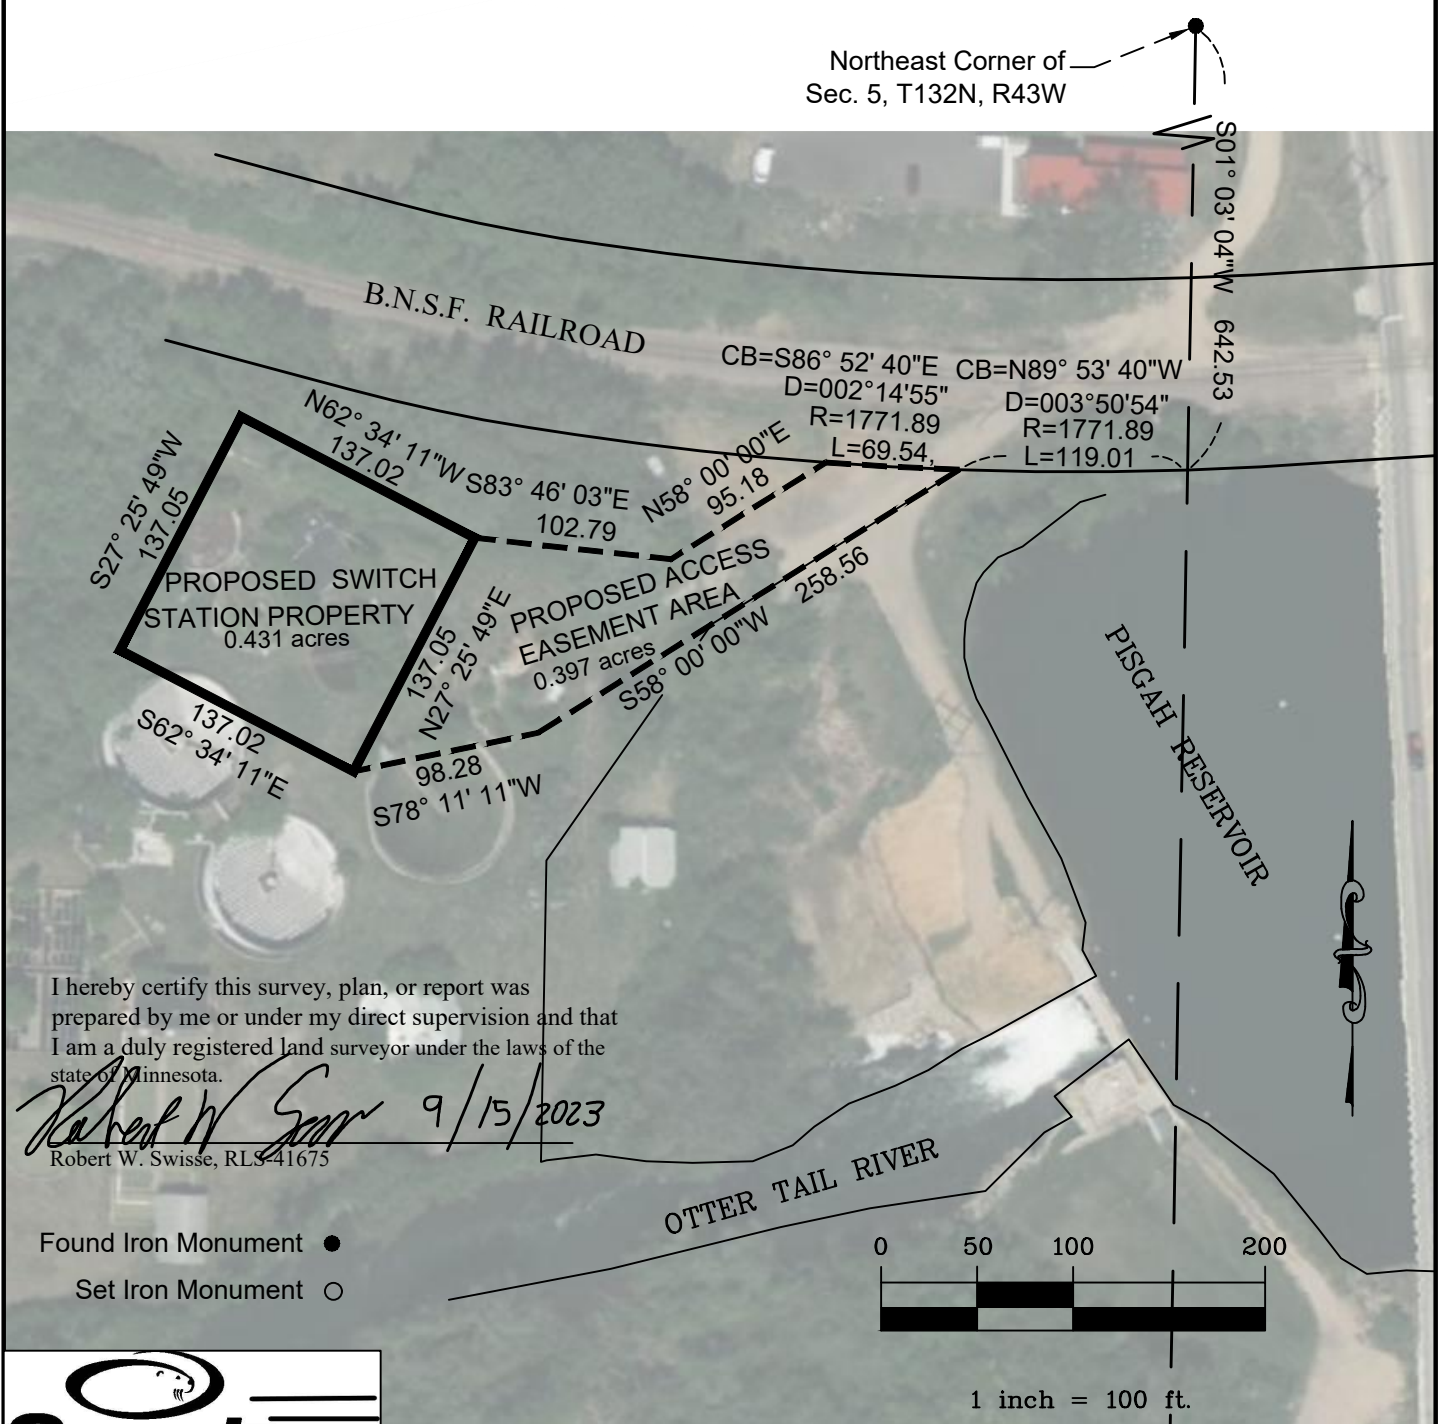 Northeast Corner of
Sec. 5, T132N, R43W
S01° 03' 04"W 642.53
B.N.S.F. RAILROAD
CB=S86° 52' 40"E
D=002°14'55"
R=1771.89
L=69.54,
CB=N89° 53' 40"W
D=003°50'54"
R=1771.89
L=119.01
N62° 34' 11"W
137.02
S83° 46' 03"E
102.79
N58° 00' 00"E
95.18
S27° 25' 49"W
137.05
PROPOSED SWITCH
STATION PROPERTY
0.431 acres
137.05
N27° 25' 49"E
PROPOSED ACCESS
EASEMENT AREA
0.397 acres
S58° 00' 00"W
258.56
137.02
S62° 34' 11"E
98.28
S78° 11' 11"W
PISGAH RESERVOIR
I hereby certify this survey, plan, or report was
prepared by me or under my direct supervision and that
I am a duly registered land surveyor under the laws of the
state of Minnesota.
9/15/2023
Robert W. Swisse, RLS-41675
OTTER TAIL RIVER
Found Iron Monument
Set Iron Monument
0 50 100 200
1 inch = 100 ft.